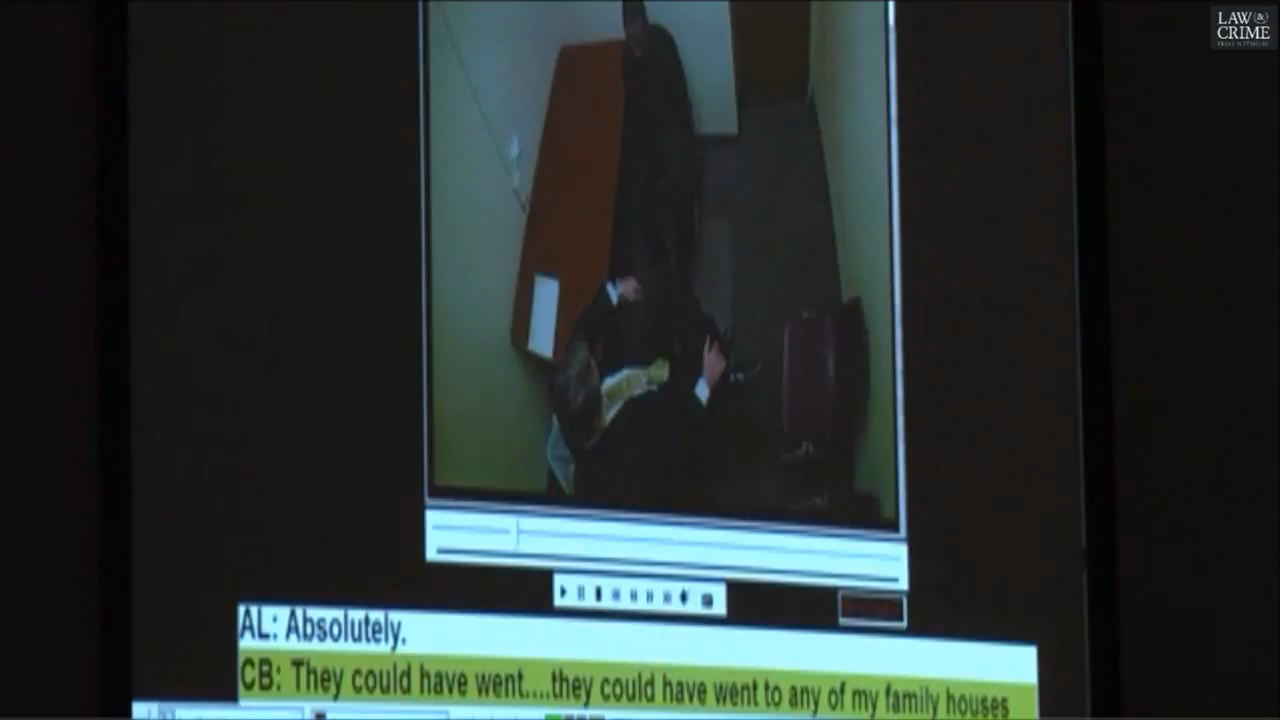 LAW &
CRIME
AL: Absolutely.
CB: They could have went....they could have went to any of my family houses